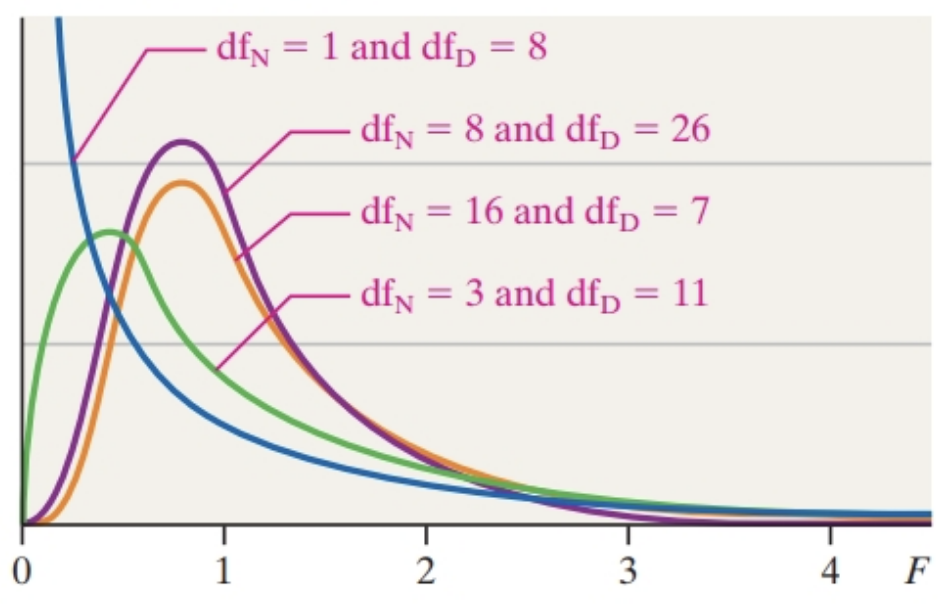 df_N = 1 and df_D = 8
df_N = 8 and df_D = 26
df_N = 16 and df_D = 7
df_N = 3 and df_D = 11
0 1 2 3 4 F